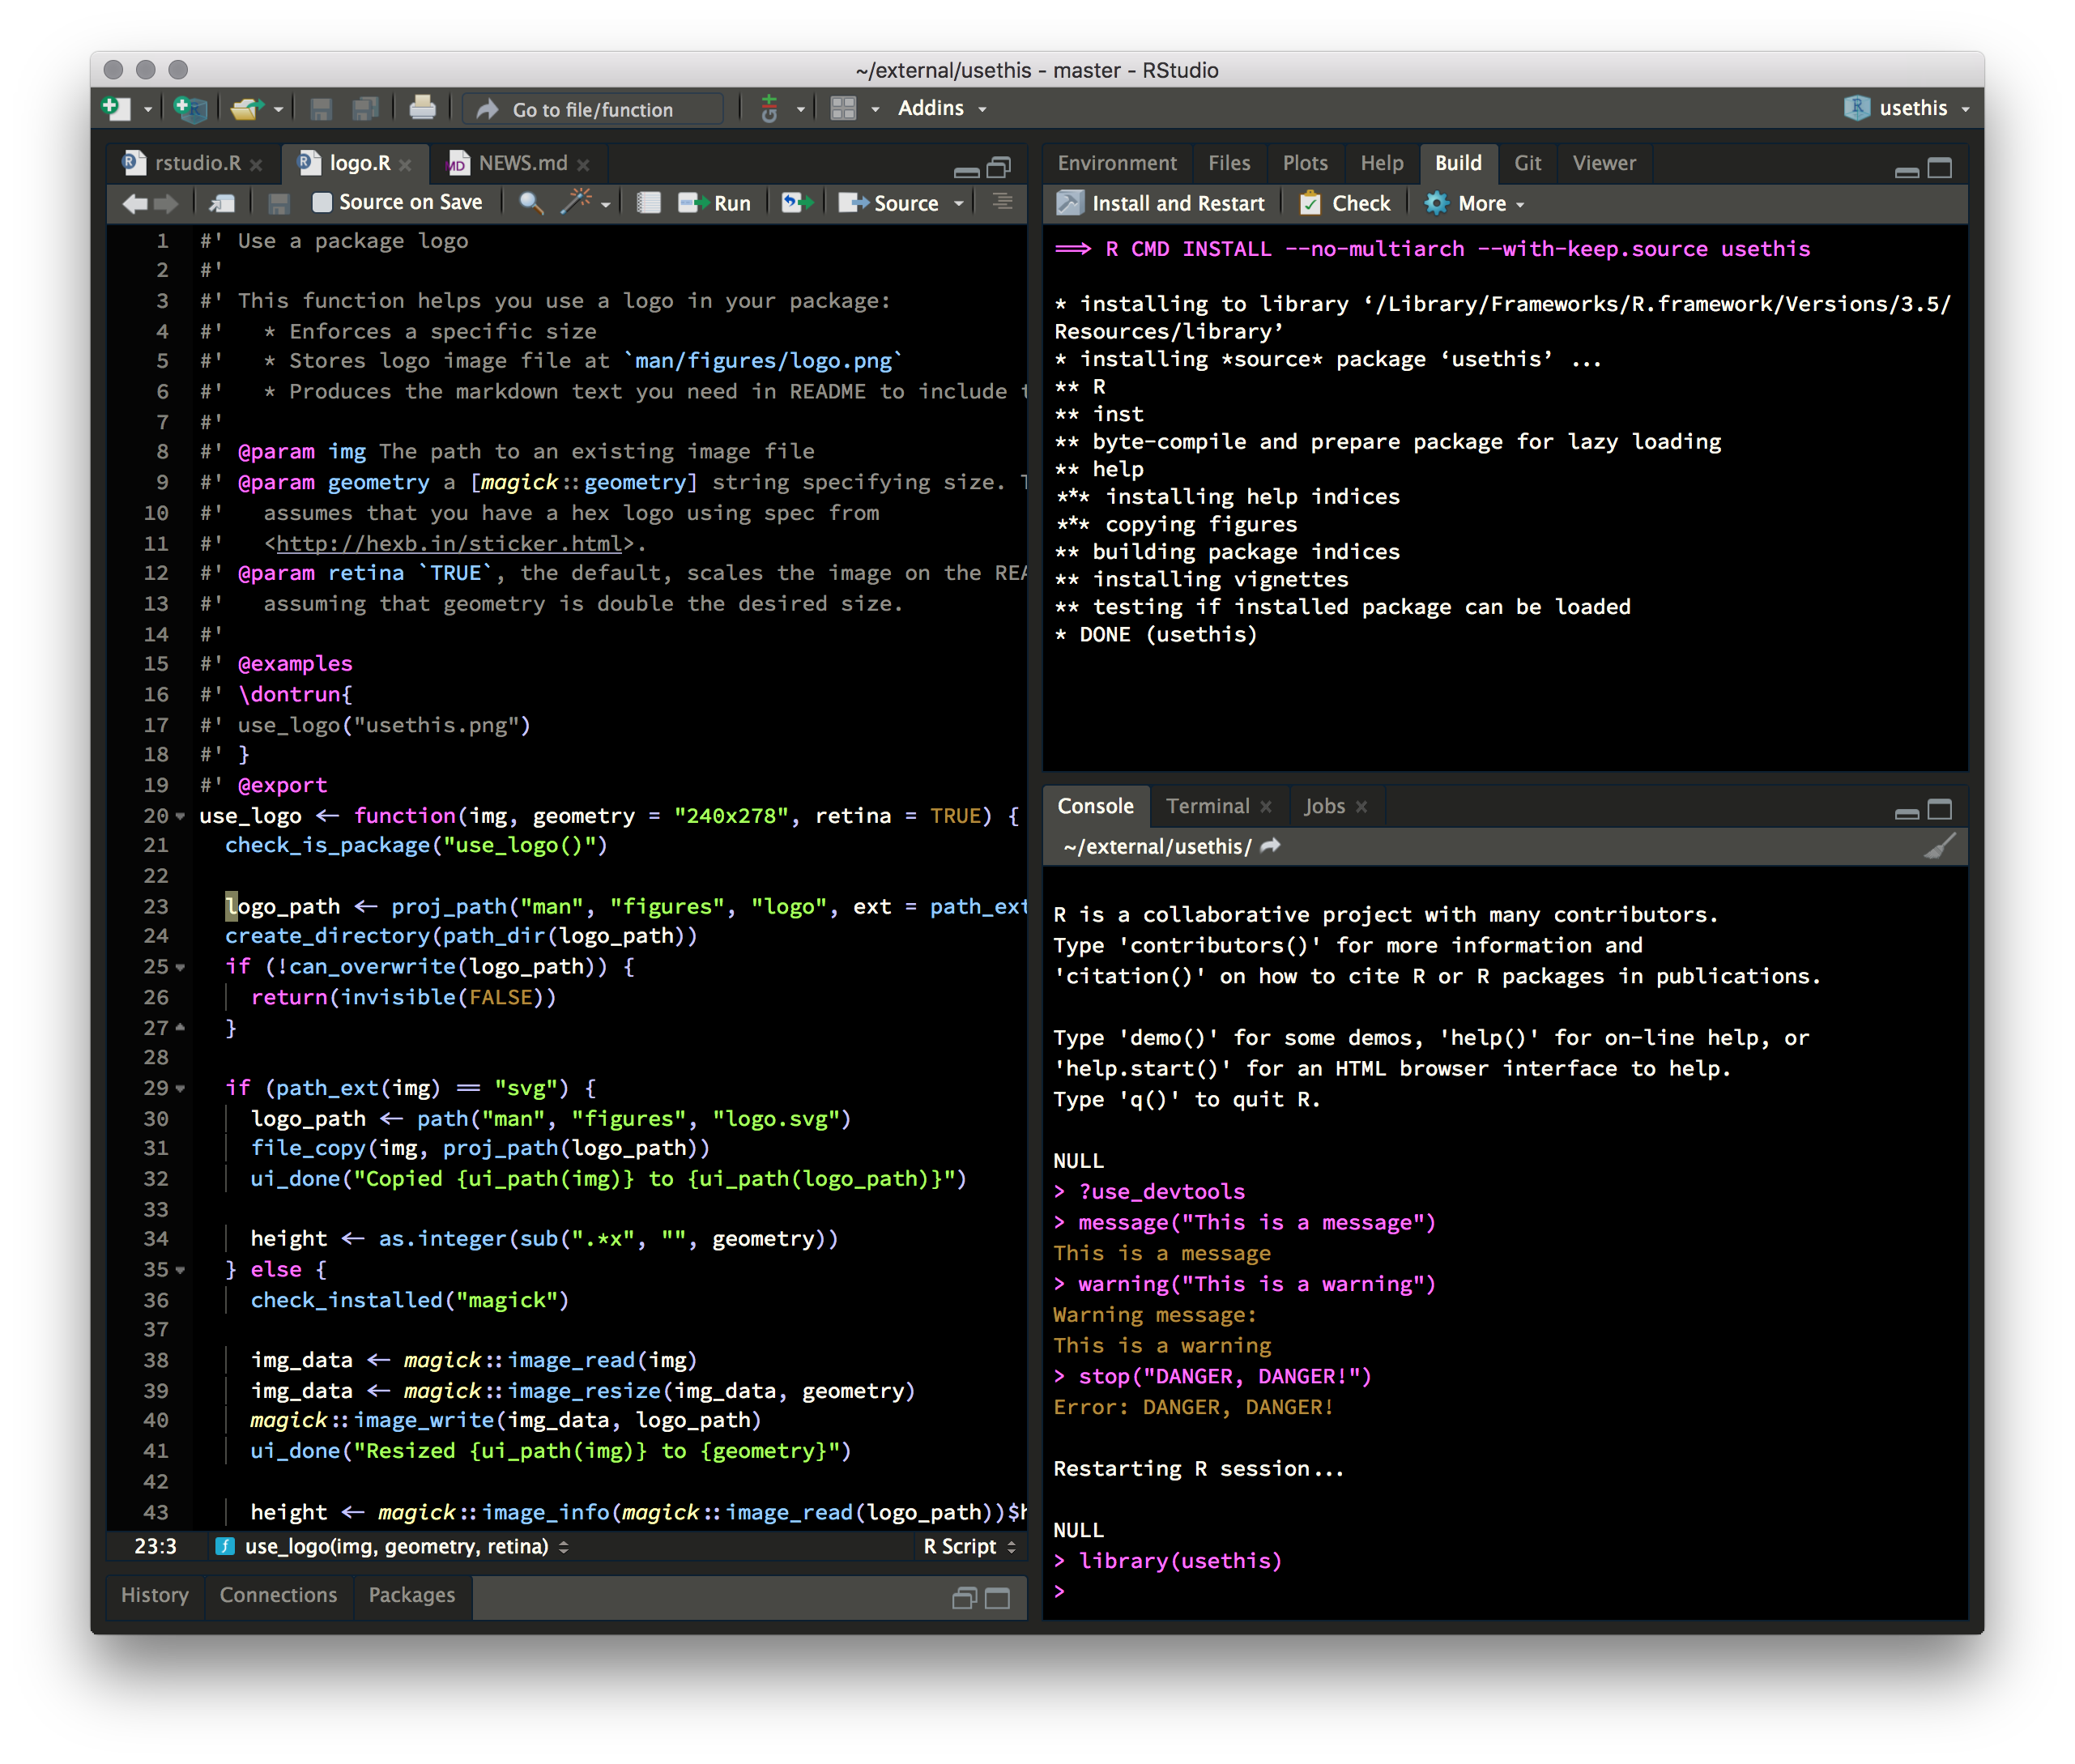 ~/external/usethis - master - RStudio
Go to file/function
Addins
usethis
rstudio.R
logo.R
NEWS.md
Source on Save
Run
Source
1 #' Use a package logo
2 #'
3 #' This function helps you use a logo in your package:
4 #'   * Enforces a specific size
5 #'   * Stores logo image file at `man/figures/logo.png`
6 #'   * Produces the markdown text you need in README to include
7 #'
8 #' @param img The path to an existing image file
9 #' @param geometry a [magick::geometry] string specifying size.
10 #'   assumes that you have a hex logo using spec from
11 #'   <http://hexb.in/sticker.html>.
12 #' @param retina `TRUE`, the default, scales the image on the
13 #'   assuming that geometry is double the desired size.
14 #'
15 #' @examples
16 #' \dontrun{
17 #' use_logo("usethis.png")
18 #' }
19 #' @export
20 use_logo <- function(img, geometry = "240x278", retina = TRUE) {
21   check_is_package("use_logo()")
22
23   logo_path <- proj_path("man", "figures", "logo", ext = path_ext
24   create_directory(path_dir(logo_path))
25   if (!can_overwrite(logo_path)) {
26     return(invisible(FALSE))
27   }
28
29   if (path_ext(img) == "svg") {
30     logo_path <- path("man", "figures", "logo.svg")
31     file_copy(img, proj_path(logo_path))
32     ui_done("Copied {ui_path(img)} to {ui_path(logo_path)}")
33
34     height <- as.integer(sub(".*x", "", geometry))
35   } else {
36     check_installed("magick")
37
38     img_data <- magick::image_read(img)
39     img_data <- magick::image_resize(img_data, geometry)
40     magick::image_write(img_data, logo_path)
41     ui_done("Resized {ui_path(img)} to {geometry}")
42
43     height <- magick::image_info(magick::image_read(logo_path))$h
23:3
use_logo(img, geometry, retina)
R Script
History
Connections
Packages
Environment
Files
Plots
Help
Build
Git
Viewer
Install and Restart
Check
More
==> R CMD INSTALL --no-multiarch --with-keep.source usethis
* installing to library ‘/Library/Frameworks/R.framework/Versions/3.5/
Resources/library’
* installing *source* package ‘usethis’ ...
** R
** inst
** byte-compile and prepare package for lazy loading
** help
*** installing help indices
*** copying figures
** building package indices
** installing vignettes
** testing if installed package can be loaded
* DONE (usethis)
Console
Terminal
Jobs
~/external/usethis/
R is a collaborative project with many contributors.
Type 'contributors()' for more information and
'citation()' on how to cite R or R packages in publications.
Type 'demo()' for some demos, 'help()' for on-line help, or
'help.start()' for an HTML browser interface to help.
Type 'q()' to quit R.
NULL
> ?use_devtools
> message("This is a message")
This is a message
> warning("This is a warning")
Warning message:
This is a warning
> stop("DANGER, DANGER!")
Error: DANGER, DANGER!
Restarting R session...
NULL
> library(usethis)
>